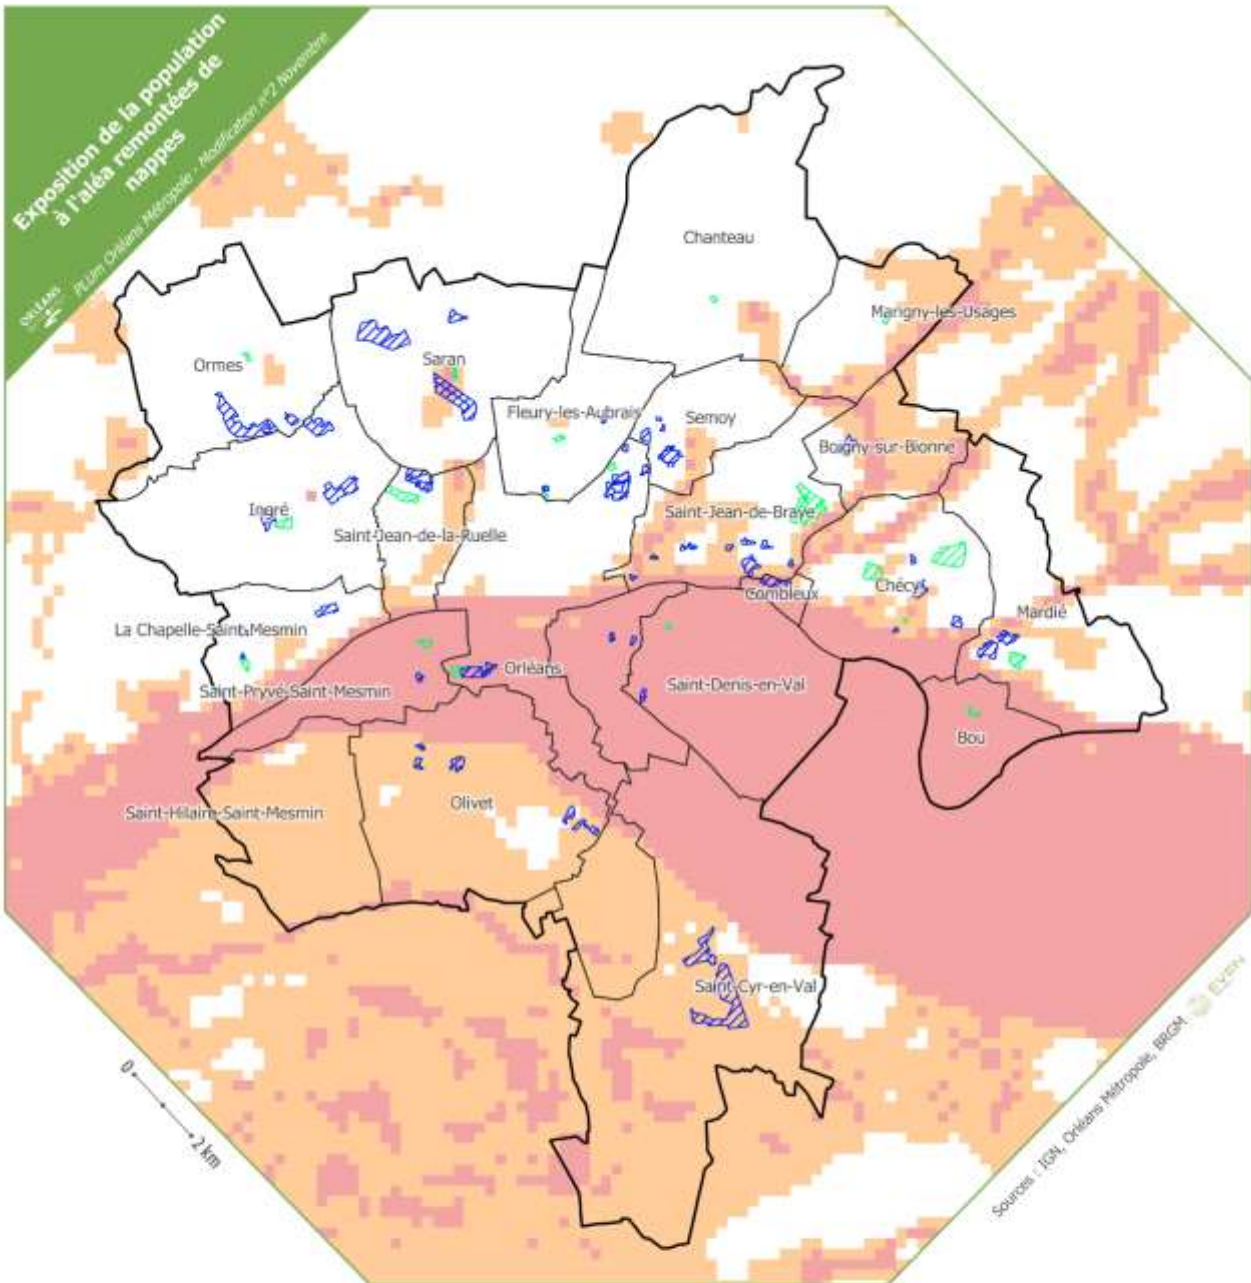 Exposition de la population
à l'aléa remontées de
nappes
PLUm Orléans Métropole - Modification n°2 Novembre
ORLÉANS
Chanteau
Marigny-les-Usages
Ormes
Saran
Fleury-les-Aubrais
Semoy
Boigny-sur-Bionne
Ingré
Saint-Jean-de-la-Ruelle
Saint-Jean-de-Braye
Combleux
Chécy
Mardié
La Chapelle-Saint-Mesmin
Orléans
Saint-Pryvé-Saint-Mesmin
Saint-Denis-en-Val
Bou
Olivet
Saint-Hilaire-Saint-Mesmin
Saint-Cyr-en-Val
0
2 km
Sources : IGN, Orléans Métropole, BRGM
EVEN